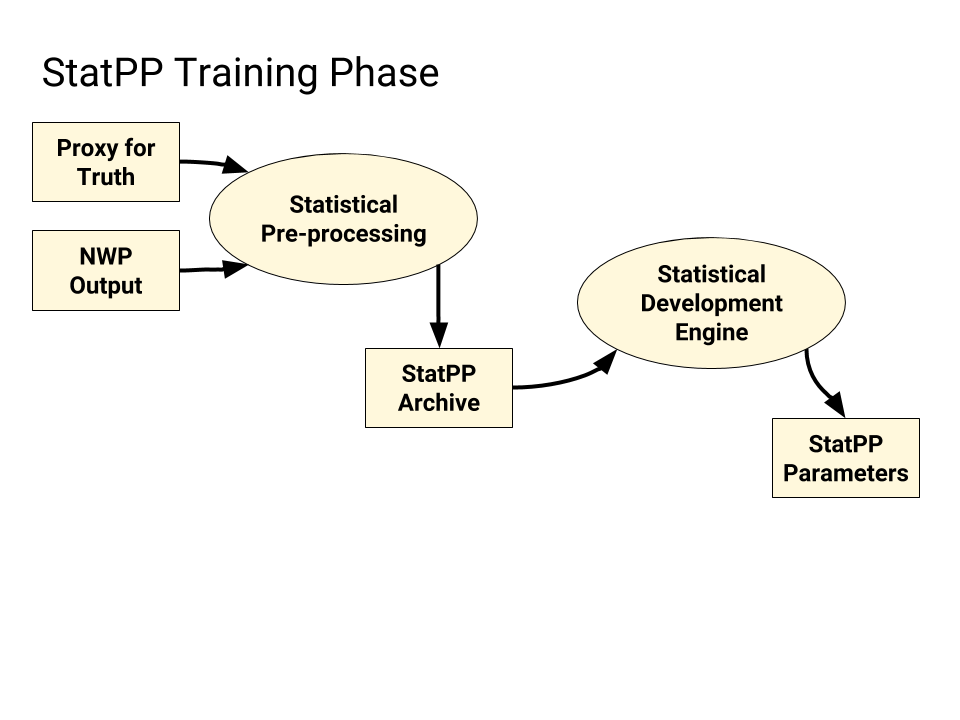 StatPP Training Phase
Proxy for
Truth
Statistical
Pre-processing
NWP
Output
Statistical
Development
Engine
StatPP
Archive
StatPP
Parameters